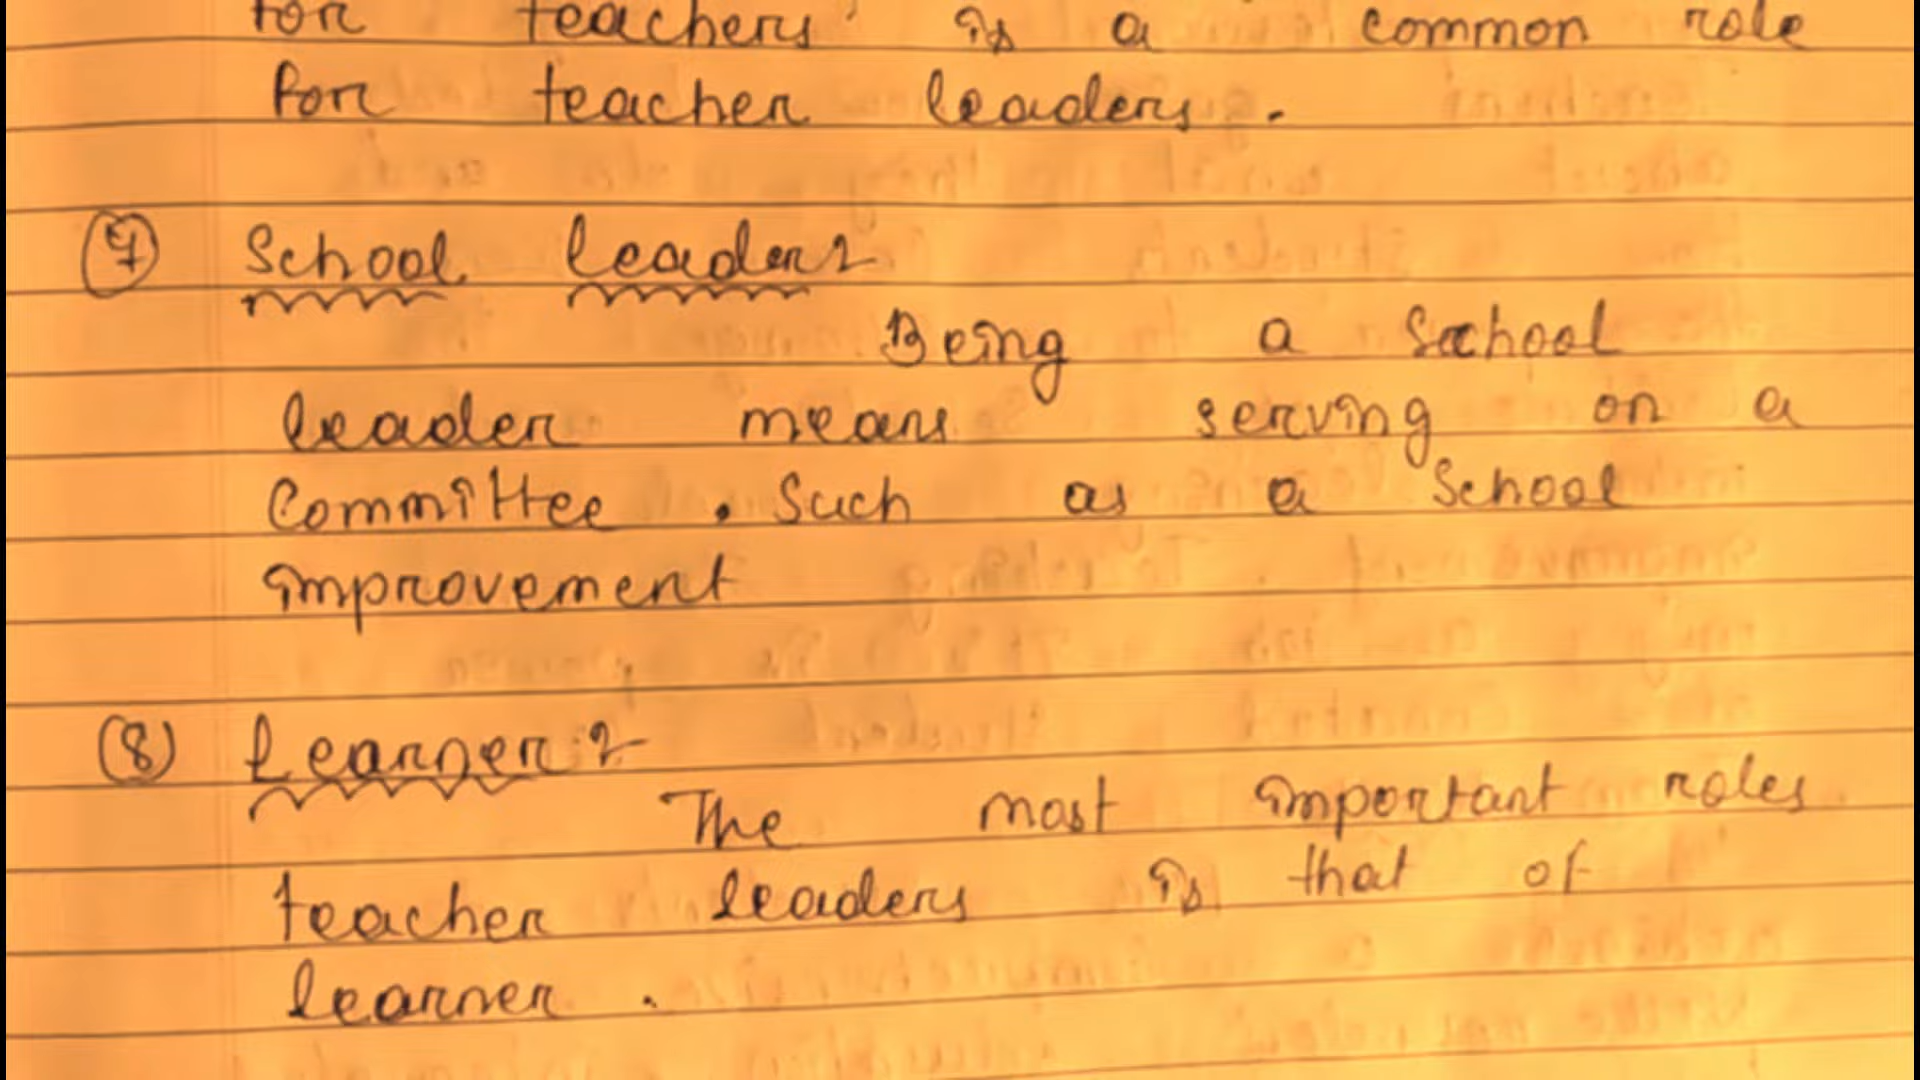 for teachers is a common role
for teacher leaders.
(7) School leader :-
Being a School
leader means serving on a
Committee . Such as a School
improvement
(8) Learner :-
The most important roles
teacher leaders is that of
learner .